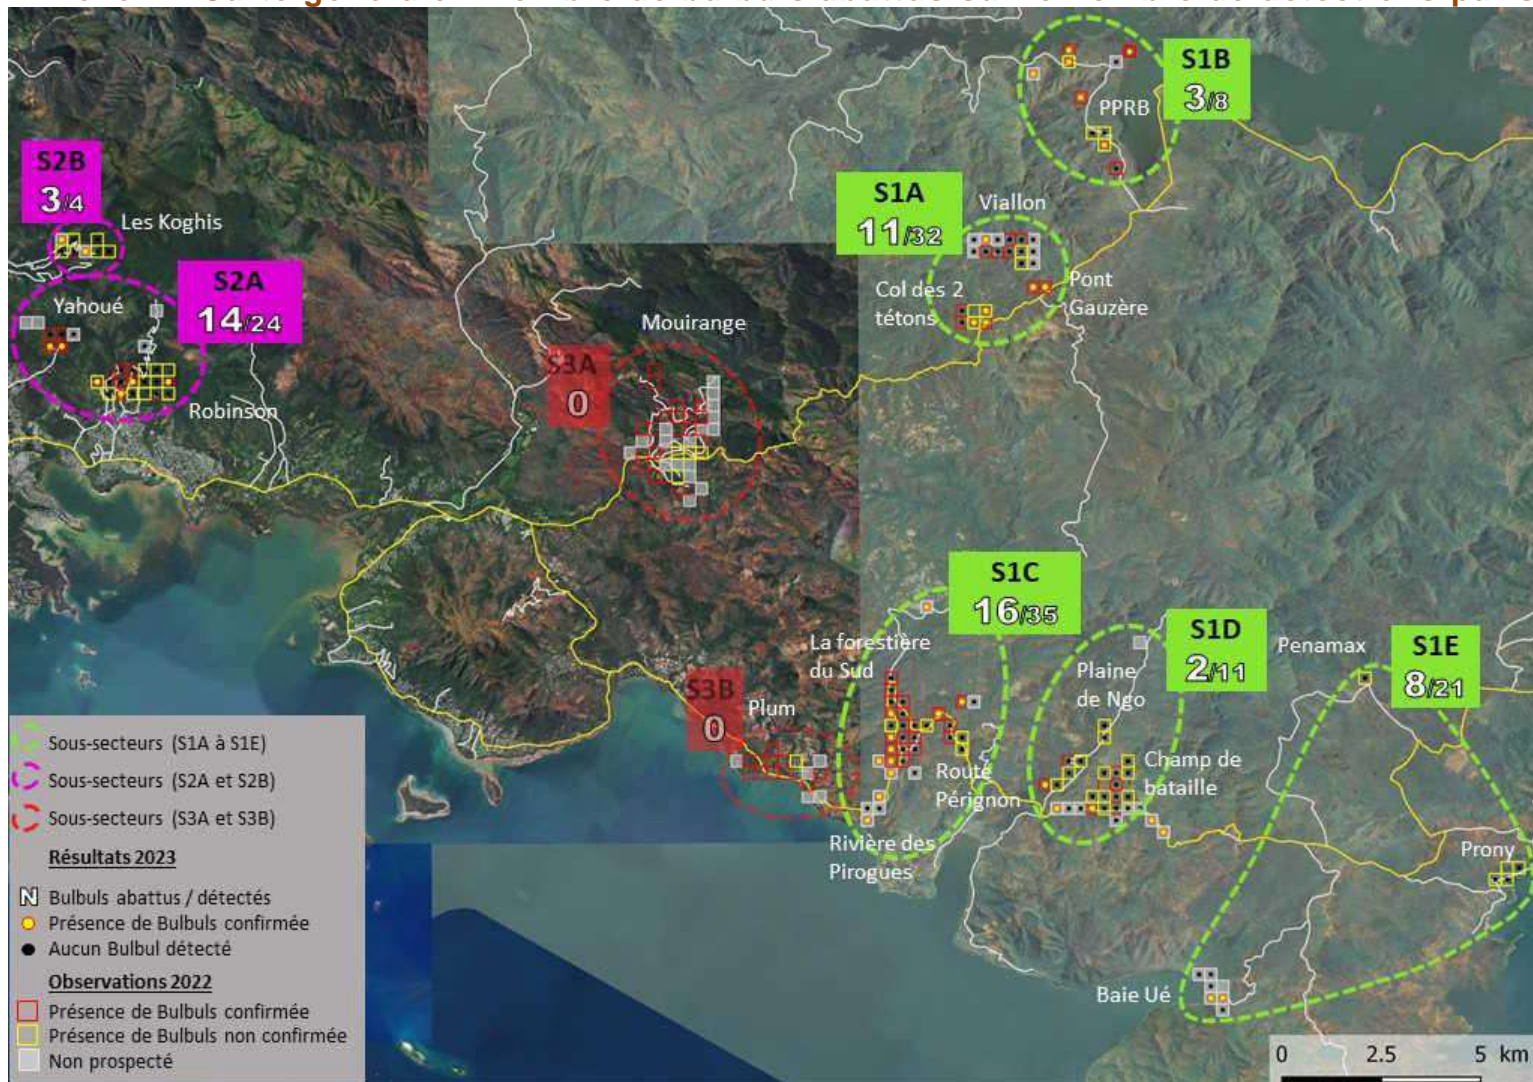 S1B
3/8
PPRB
S2B
3/4
Les Koghis
S1A
11/32
Viallon
S2A
14/24
Yahoué
Col des 2
tétons
Pont
Gauzère
Mouirange
S3A
0
Robinson
S1C
16/35
La forestière
du Sud
S1D
2/11
Penamax
S1E
8/21
Plaine
de Ngo
S3B
0
Plum
Route
Pérignon
Champ de
bataille
Rivière des
Pirogues
Prony
Baie Ué
Sous-secteurs (S1A à S1E)
Sous-secteurs (S2A et S2B)
Sous-secteurs (S3A et S3B)
Résultats 2023
N Bulbuls abattus / détectés
Présence de Bulbuls confirmée
Aucun Bulbul détecté
Observations 2022
Présence de Bulbuls confirmée
Présence de Bulbuls non confirmée
Non prospecté
0 2.5 5 km